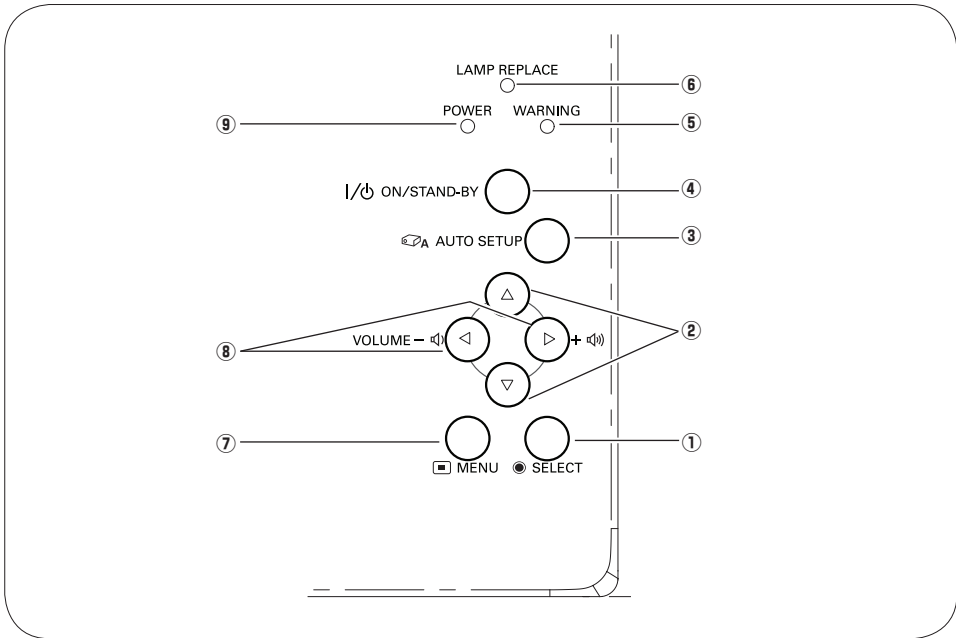 LAMP REPLACE
⑥
POWER WARNING
⑨ ⑤
ON/STAND-BY ④
A AUTO SETUP ③
②
VOLUME − +
⑧
⑦ ①
MENU SELECT